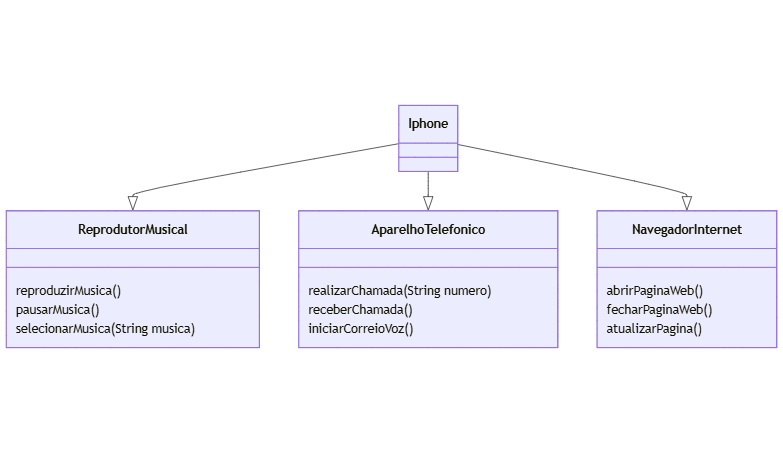 Iphone
ReprodutorMusical
reproduzirMusica()
pausarMusica()
selecionarMusica(String musica)
AparelhoTelefonico
realizarChamada(String numero)
receberChamada()
iniciarCorreioVoz()
NavegadorInternet
abrirPaginaWeb()
fecharPaginaWeb()
atualizarPagina()